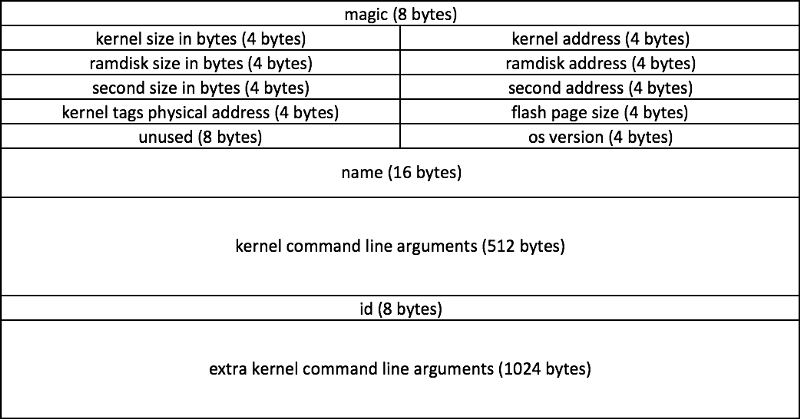 magic (8 bytes)
kernel size in bytes (4 bytes)
kernel address (4 bytes)
ramdisk size in bytes (4 bytes)
ramdisk address (4 bytes)
second size in bytes (4 bytes)
second address (4 bytes)
kernel tags physical address (4 bytes)
flash page size (4 bytes)
unused (8 bytes)
os version (4 bytes)
name (16 bytes)
kernel command line arguments (512 bytes)
id (8 bytes)
extra kernel command line arguments (1024 bytes)